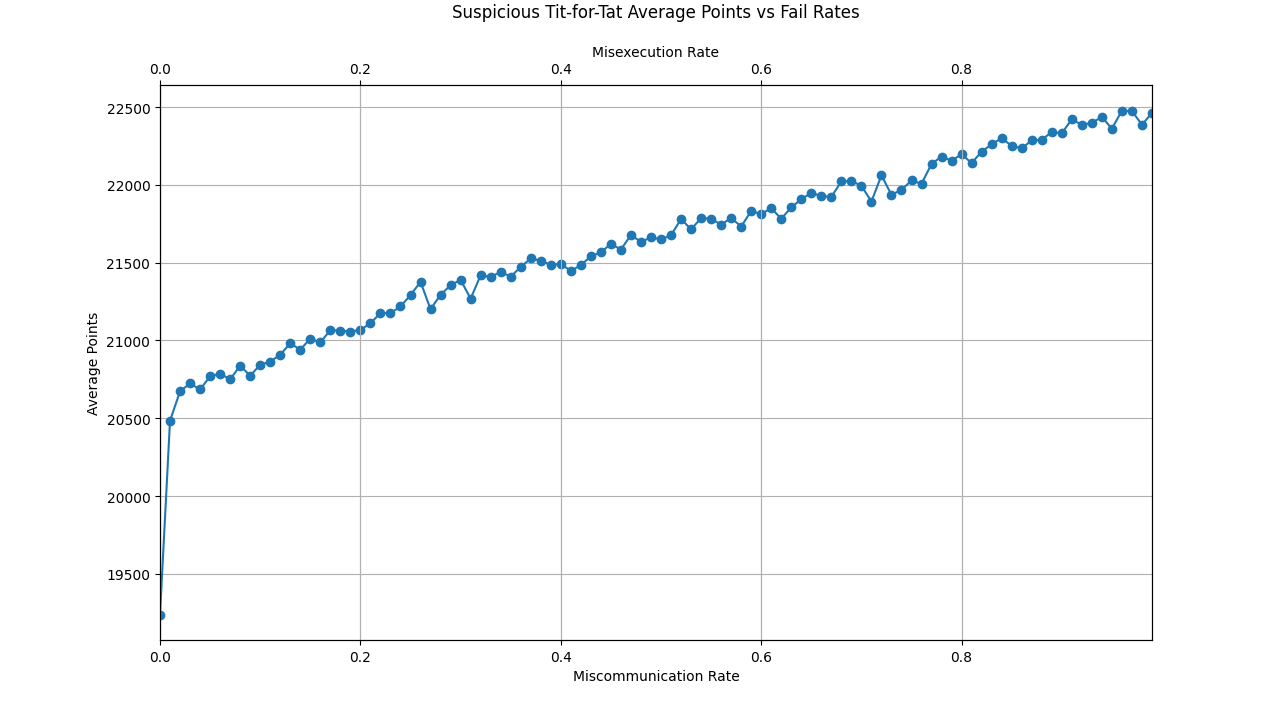 Suspicious Tit-for-Tat Average Points vs Fail Rates
Misexecution Rate
0.0 0.2 0.4 0.6 0.8
22500
22000
21500
21000
20500
20000
19500
Average Points
0.0 0.2 0.4 0.6 0.8
Miscommunication Rate